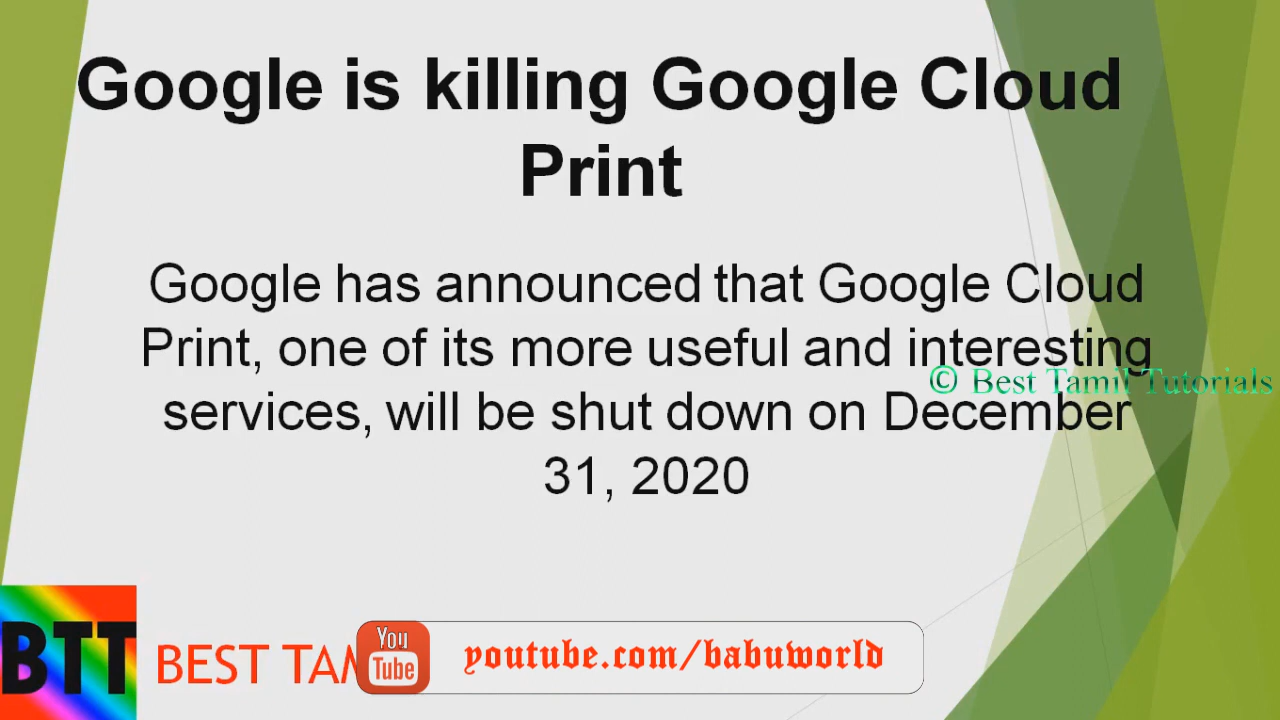 Google is killing Google Cloud
Print
Google has announced that Google Cloud
Print, one of its more useful and interesting
© Best Tamil Tutorials
services, will be shut down on December
31, 2020
BTT
BEST TAM
You
Tube
youtube.com/babuworld